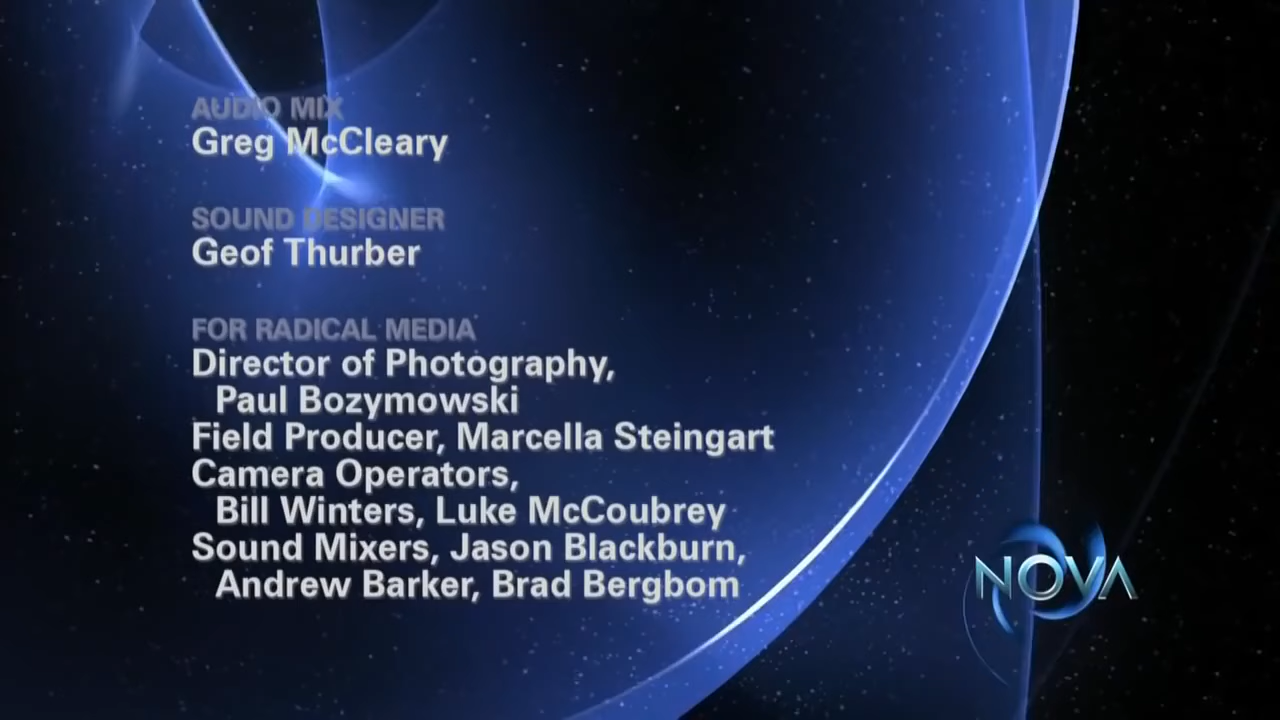 AUDIO MIX
Greg McCleary
SOUND DESIGNER
Geof Thurber
FOR RADICAL MEDIA
Director of Photography,
Paul Bozymowski
Field Producer, Marcella Steingart
Camera Operators,
Bill Winters, Luke McCoubrey
Sound Mixers, Jason Blackburn,
Andrew Barker, Brad Bergbom
NOVA